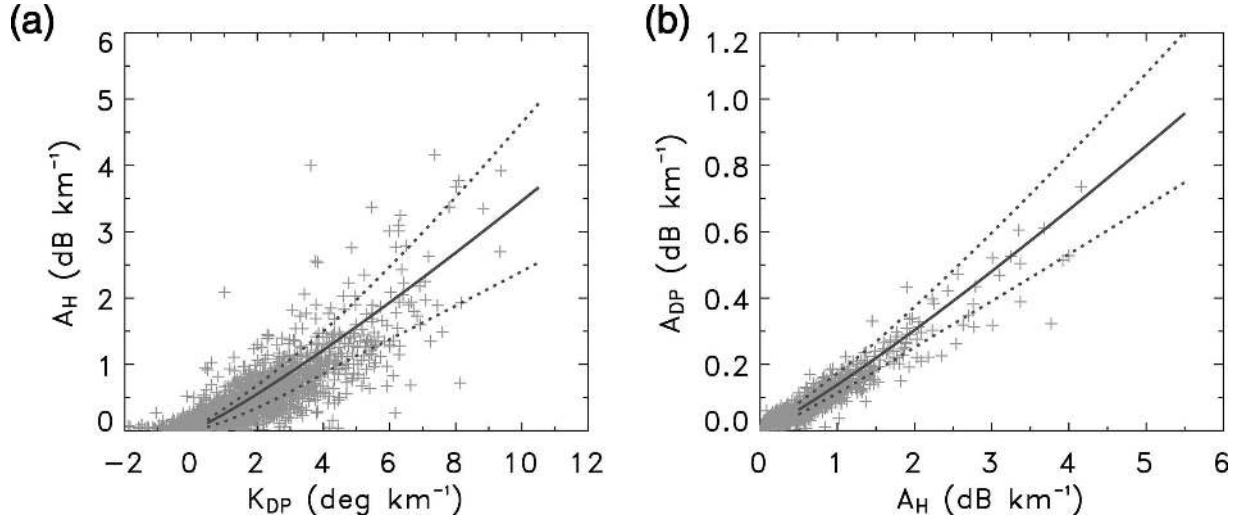 (a)
6
5
4
3
2
1
0
A_H (dB km⁻¹)
−2 0 2 4 6 8 10 12
K_DP (deg km⁻¹)
(b)
1.2
1.0
0.8
0.6
0.4
0.2
0.0
A_DP (dB km⁻¹)
0 1 2 3 4 5 6
A_H (dB km⁻¹)